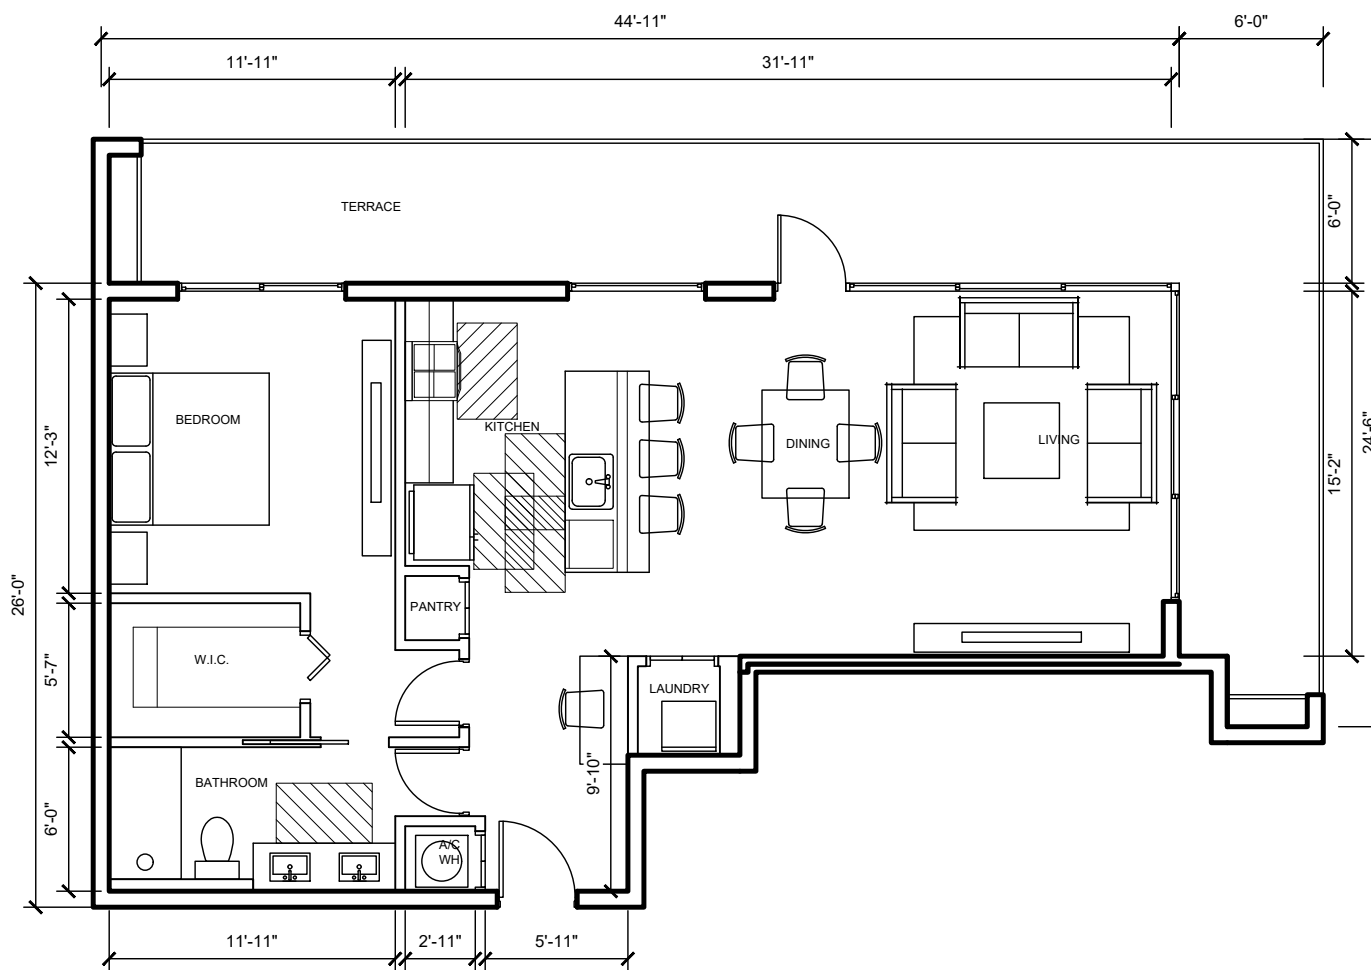 44'-11"
6'-0"
11'-11"
31'-11"
TERRACE
6'-0"
BEDROOM
KITCHEN
DINING
LIVING
12'-3"
15'-2"
24'-6"
26'-0"
PANTRY
5'-7"
W.I.C.
LAUNDRY
9'-10"
BATHROOM
6'-0"
A/C
WH
11'-11"
2'-11"
5'-11"